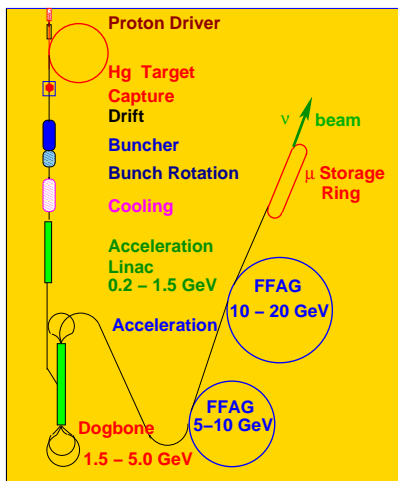 Proton Driver
Hg Target
Capture
Drift
Buncher
Bunch Rotation
Cooling
Acceleration
Linac
0.2 – 1.5 GeV
ν beam
μ Storage
Ring
FFAG
10 – 20 GeV
Acceleration
FFAG
5–10 GeV
Dogbone
1.5 – 5.0 GeV